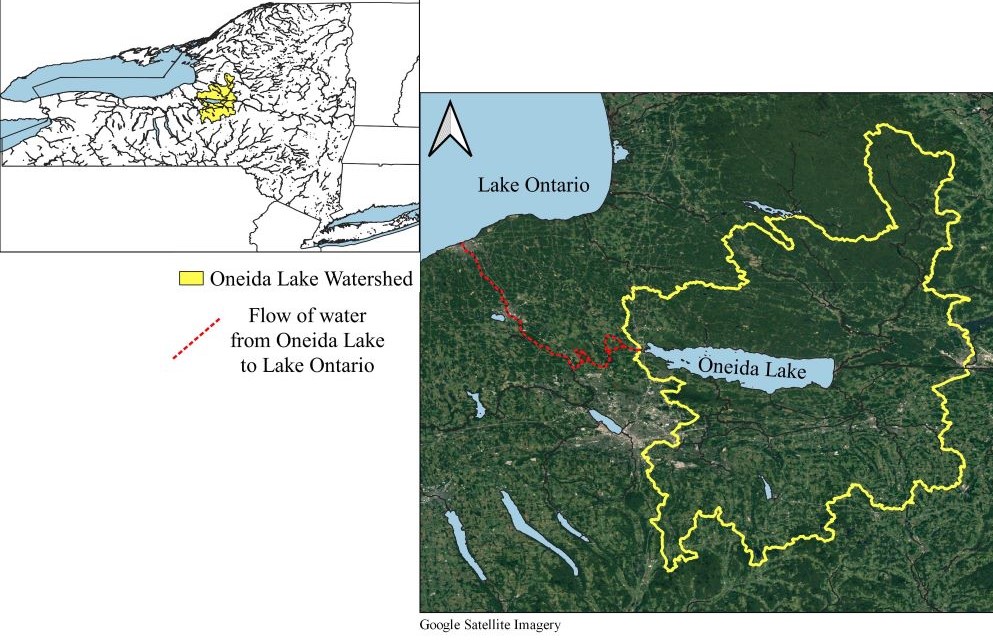 Lake Ontario
Oneida Lake Watershed
Flow of water
from Oneida Lake
to Lake Ontario
Oneida Lake
Google Satellite Imagery